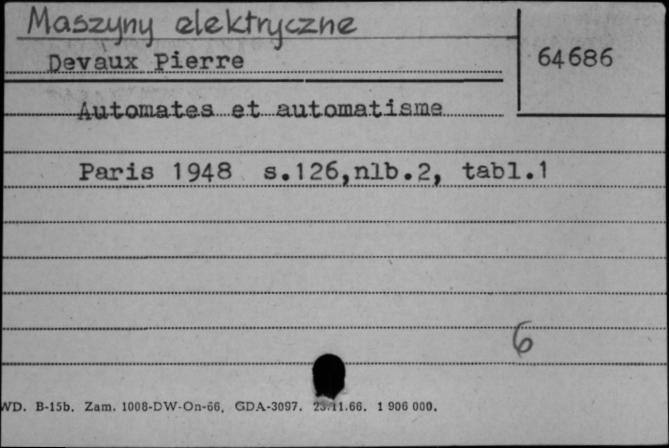 Maszyny elektryczne
Devaux Pierre
64686
Automates et automatisme
Paris 1948 s.126,nlb.2, tabl.1
6
WD. B-15b. Zam. 1008-DW-On-66. GDA-3097. 23.11.66. 1 906 000.